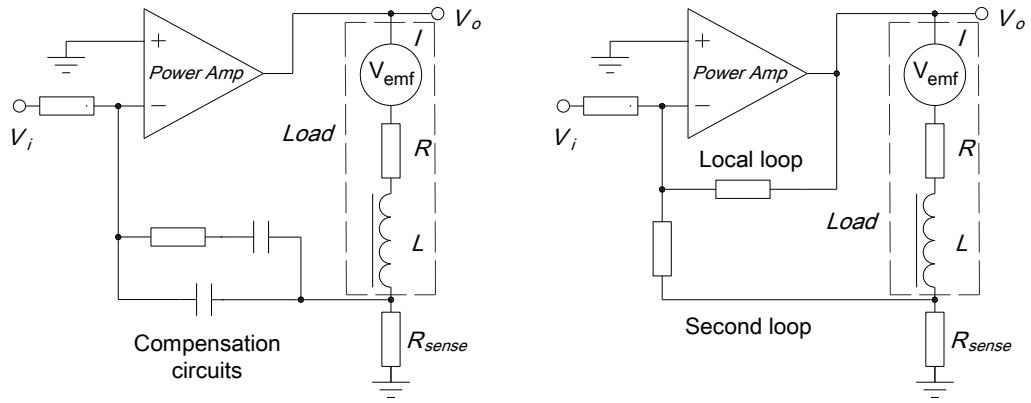 V_o
I
V_emf
Power Amp
V_i
Load
R
L
Compensation
circuits
R_sense
V_o
I
V_emf
Power Amp
V_i
Local loop
R
Load
L
Second loop
R_sense
+
−
+
−